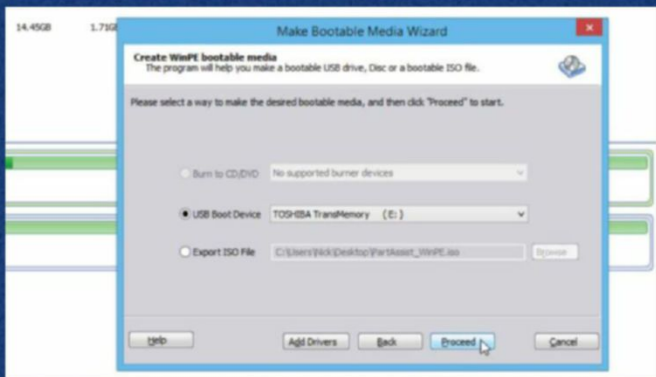 14.45GB 1.71GB
Make Bootable Media Wizard
Create WinPE bootable media
The program will help you make a bootable USB drive, Disc or a bootable ISO file.
Please select a way to make the desired bootable media, and then click "Proceed" to start.
Burn to CD/DVD No supported burner devices
USB Boot Device TOSHIBA TransMemory (E:)
Export ISO File C:\Users\Nick\Desktop\PartAssist_WinPE.iso Browse
Help Add Drivers Back Proceed Cancel